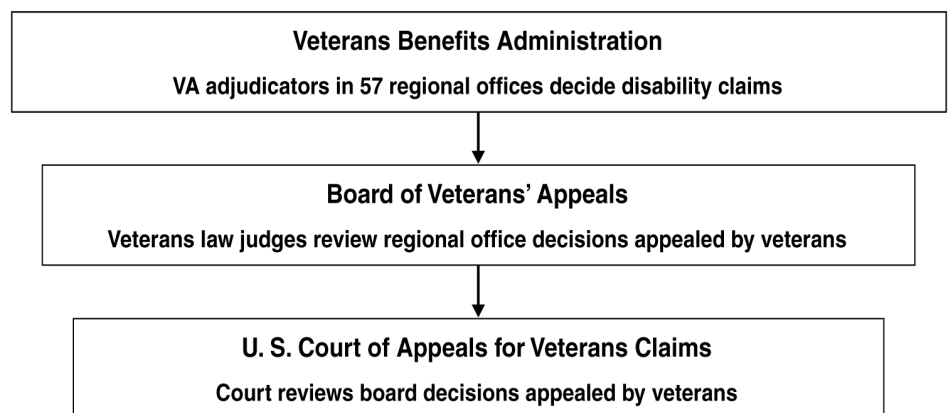 Veterans Benefits Administration
VA adjudicators in 57 regional offices decide disability claims
Board of Veterans’ Appeals
Veterans law judges review regional office decisions appealed by veterans
U. S. Court of Appeals for Veterans Claims
Court reviews board decisions appealed by veterans